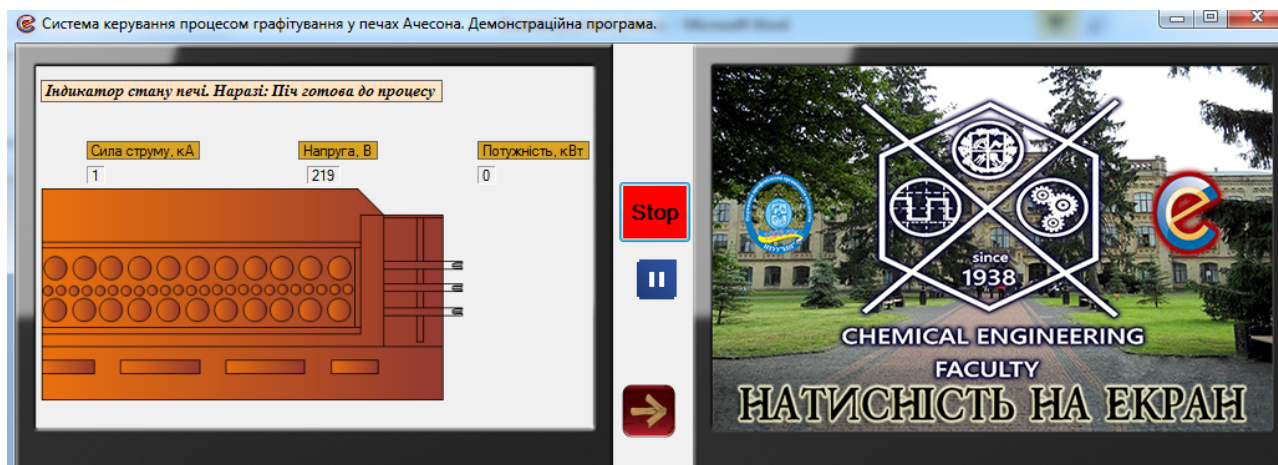 Система керування процесом графітування у печах Ачесона. Демонстраційна програма.
Індикатор стану печі. Наразі: Піч готова до процесу
Сила струму, кА
Напруга, В
Потужність, кВт
1
219
0
Stop
since
1938
CHEMICAL ENGINEERING
FACULTY
НАТИСНІСТЬ НА ЕКРАН